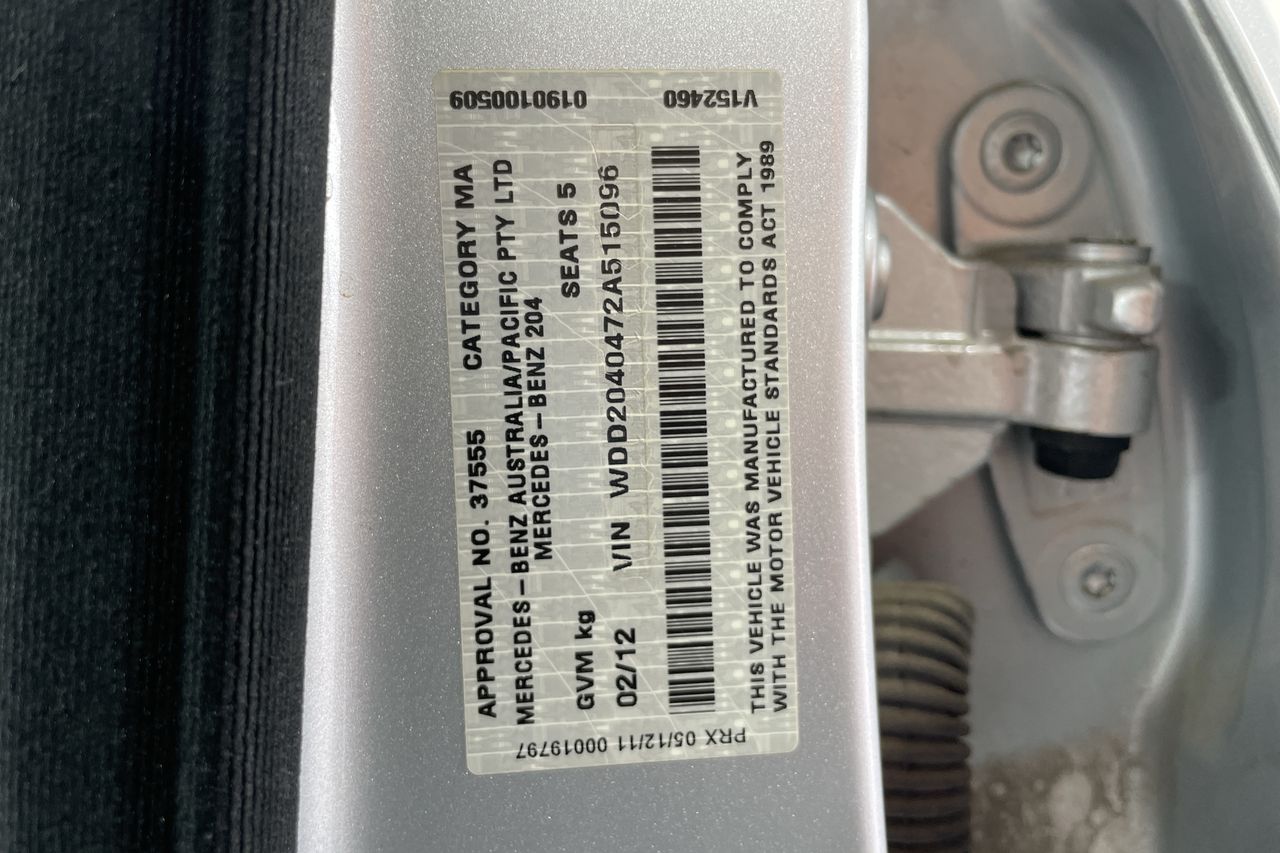 0190100509 V152460
APPROVAL NO. 37555 CATEGORY MA
MERCEDES-BENZ AUSTRALIA/PACIFIC PTY LTD
MERCEDES-BENZ 204
GVM kg SEATS 5
02/12 VIN WDD2040472A515096
THIS VEHICLE WAS MANUFACTURED TO COMPLY
WITH THE MOTOR VEHICLE STANDARDS ACT 1989
PRX 05/12/11 00019797